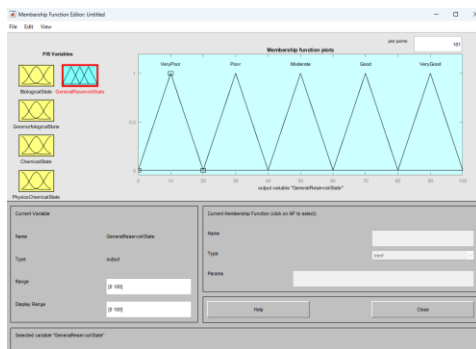 Membership Function Editor: Untitled
File Edit View
FIS Variables
BiologicalState
GeneralReservoirState
GeomorfologicalState
ChemicalState
PhysicsChemicalState
plot points:
181
Membership function plots
VeryPoor Poor Moderate Good VeryGood
1
0.5
0
0 10 20 30 40 50 60 70 80 90 100
output variable "GeneralReservoirState"
Current Variable
Name GeneralReservoirState
Type output
Range [0 100]
Display Range [0 100]
Current Membership Function (click on MF to select)
Name
Type trimf
Params
Help Close
Selected variable "GeneralReservoirState"